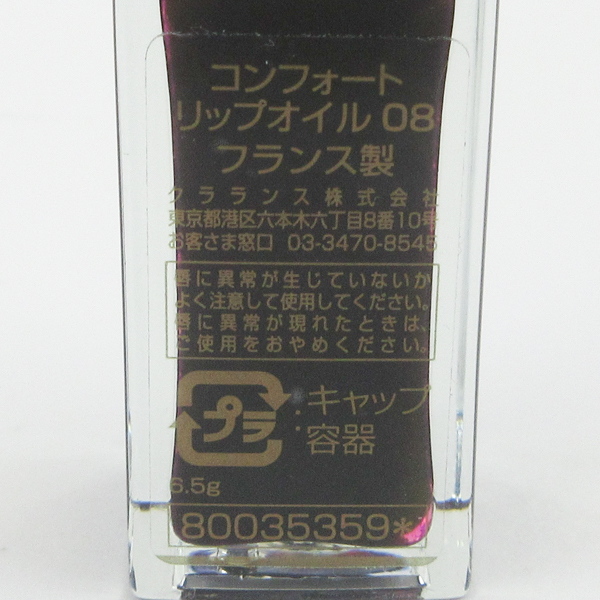 コンフォート
リップオイル 08
フランス製
クラランス株式会社
東京都港区六本木六丁目8番10号
お客さま窓口 03-3470-8545
唇に異常が生じていないか
よく注意して使用してください。
唇に異常が現れたときは、
ご使用をおやめください。
プラ : キャップ
容器
6.5g
80035359*